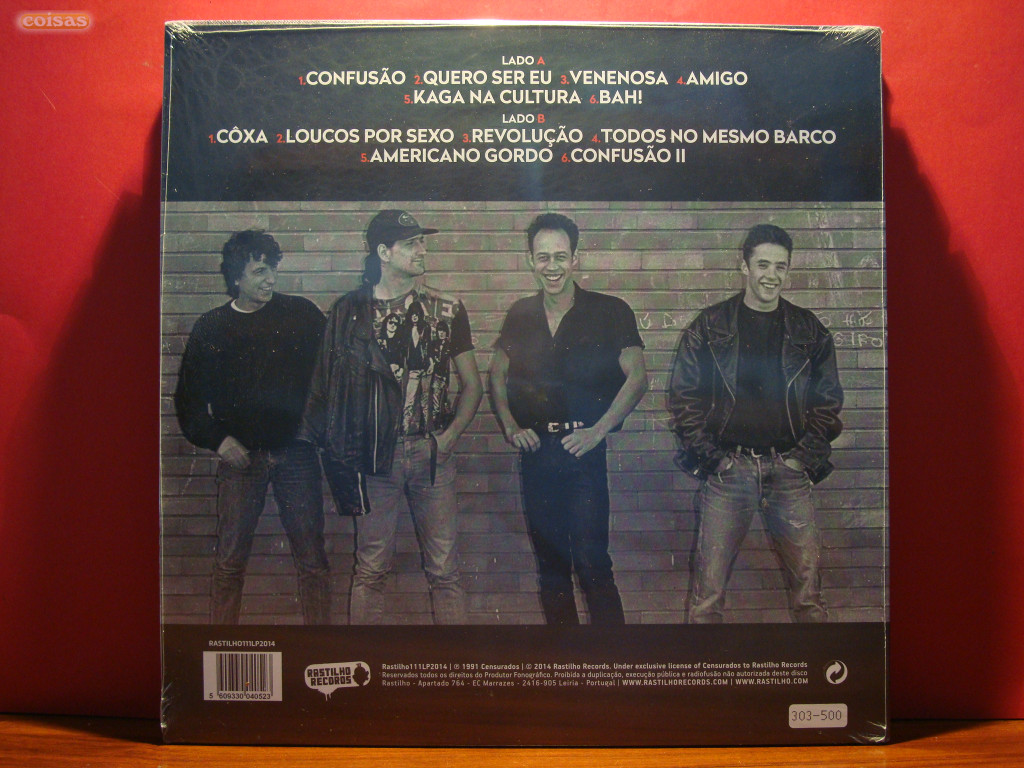 coisas
LADO A
1.CONFUSÃO 2.QUERO SER EU 3.VENENOSA 4.AMIGO
5.KAGA NA CULTURA 6.BAH!
LADO B
1.CÔXA 2.LOUCOS POR SEXO 3.REVOLUÇÃO 4.TODOS NO MESMO BARCO
5.AMERICANO GORDO 6.CONFUSÃO II
RASTILHO111LP2014
5 609330 040523
RASTILHO
RECORDS
Rastilho111LP2014 | ℗ 1991 Censurados | © 2014 Rastilho Records. Under exclusive license of Censurados to Rastilho Records
Reservados todos os direitos do Produtor Fonográfico. Proibida a duplicação, execução pública e radiofusão não autorizada deste disco
Rastilho - Apartado 764 - EC Marrazes - 2416-905 Leiria - Portugal | WWW.RASTILHORECORDS.COM | WWW.RASTILHO.COM
303-500